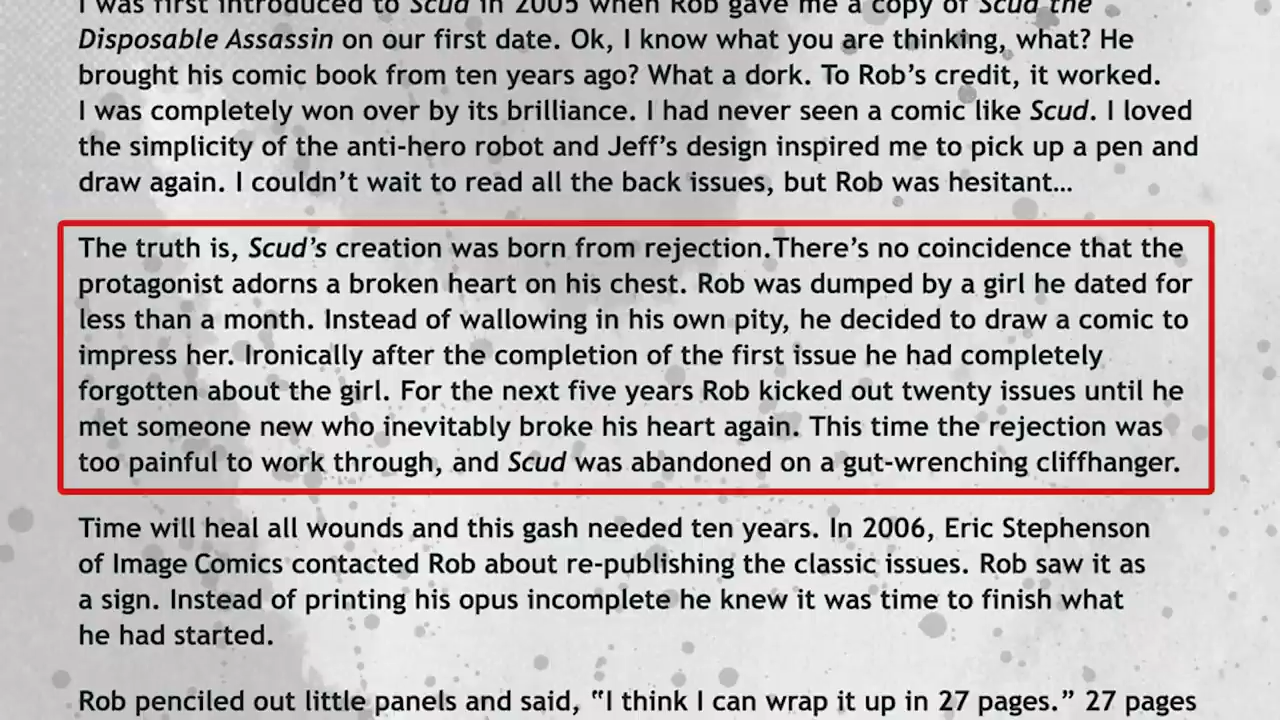 I was first introduced to Scud in 2005 when Rob gave me a copy of Scud the
Disposable Assassin on our first date. Ok, I know what you are thinking, what? He
brought his comic book from ten years ago? What a dork. To Rob’s credit, it worked.
I was completely won over by its brilliance. I had never seen a comic like Scud. I loved
the simplicity of the anti-hero robot and Jeff’s design inspired me to pick up a pen and
draw again. I couldn’t wait to read all the back issues, but Rob was hesitant…
The truth is, Scud’s creation was born from rejection.There’s no coincidence that the
protagonist adorns a broken heart on his chest. Rob was dumped by a girl he dated for
less than a month. Instead of wallowing in his own pity, he decided to draw a comic to
impress her. Ironically after the completion of the first issue he had completely
forgotten about the girl. For the next five years Rob kicked out twenty issues until he
met someone new who inevitably broke his heart again. This time the rejection was
too painful to work through, and Scud was abandoned on a gut-wrenching cliffhanger.
Time will heal all wounds and this gash needed ten years. In 2006, Eric Stephenson
of Image Comics contacted Rob about re-publishing the classic issues. Rob saw it as
a sign. Instead of printing his opus incomplete he knew it was time to finish what
he had started.
Rob penciled out little panels and said, “I think I can wrap it up in 27 pages.” 27 pages